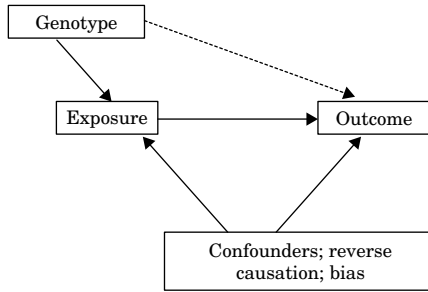 Genotype
Exposure
Outcome
Confounders; reverse
causation; bias